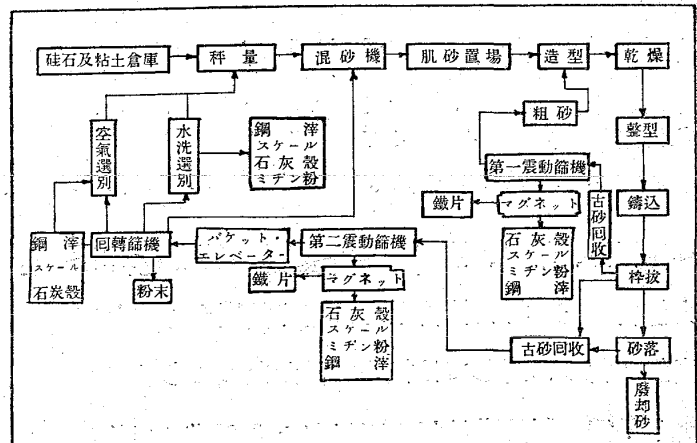 硅石及粘土倉庫
秤量
混砂機
肌砂置場
造型
乾燥
空氣選別
水洗選別
鋼滓
スケール
石灰殻
ミヂン粉
粗砂
整型
第一震動篩機
鐵片
マグネット
古砂回收
鑄込
石灰殻
スケール
ミヂン粉
鋼滓
枠拔
鋼滓
スケール
石炭殻
回轉篩機
バケット・
エレベーター
第二震動篩機
粉末
鐵片
マグネット
石灰殻
スケール
ミヂン粉
鋼滓
古砂回收
砂落
廢却砂